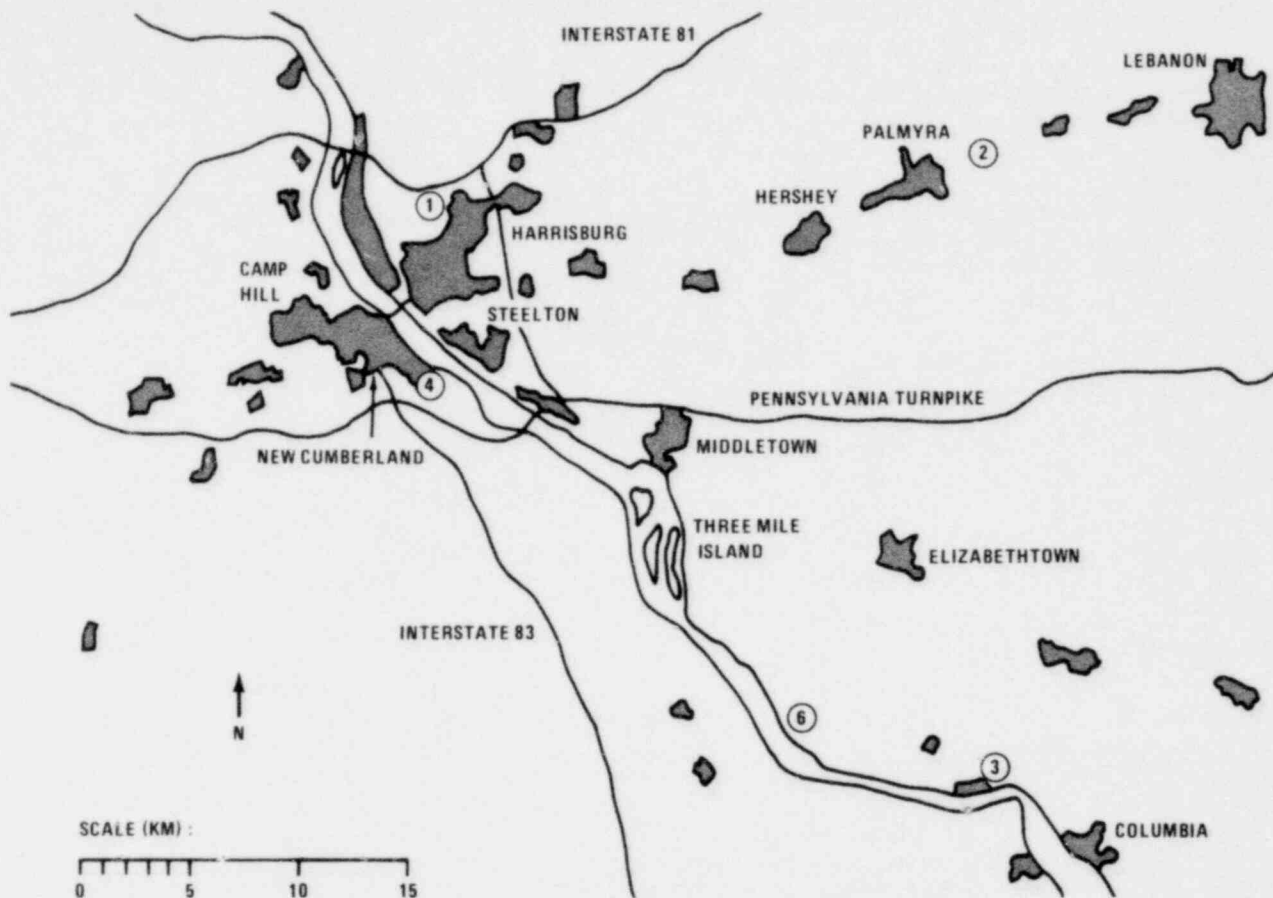 INTERSTATE 81
LEBANON
PALMYRA
2
HERSHEY
1
HARRISBURG
CAMP
HILL
STEELTON
4
PENNSYLVANIA TURNPIKE
NEW CUMBERLAND
MIDDLETOWN
THREE MILE
ISLAND
ELIZABETHTOWN
INTERSTATE 83
N
6
3
SCALE (KM) :
COLUMBIA
0 5 10 15